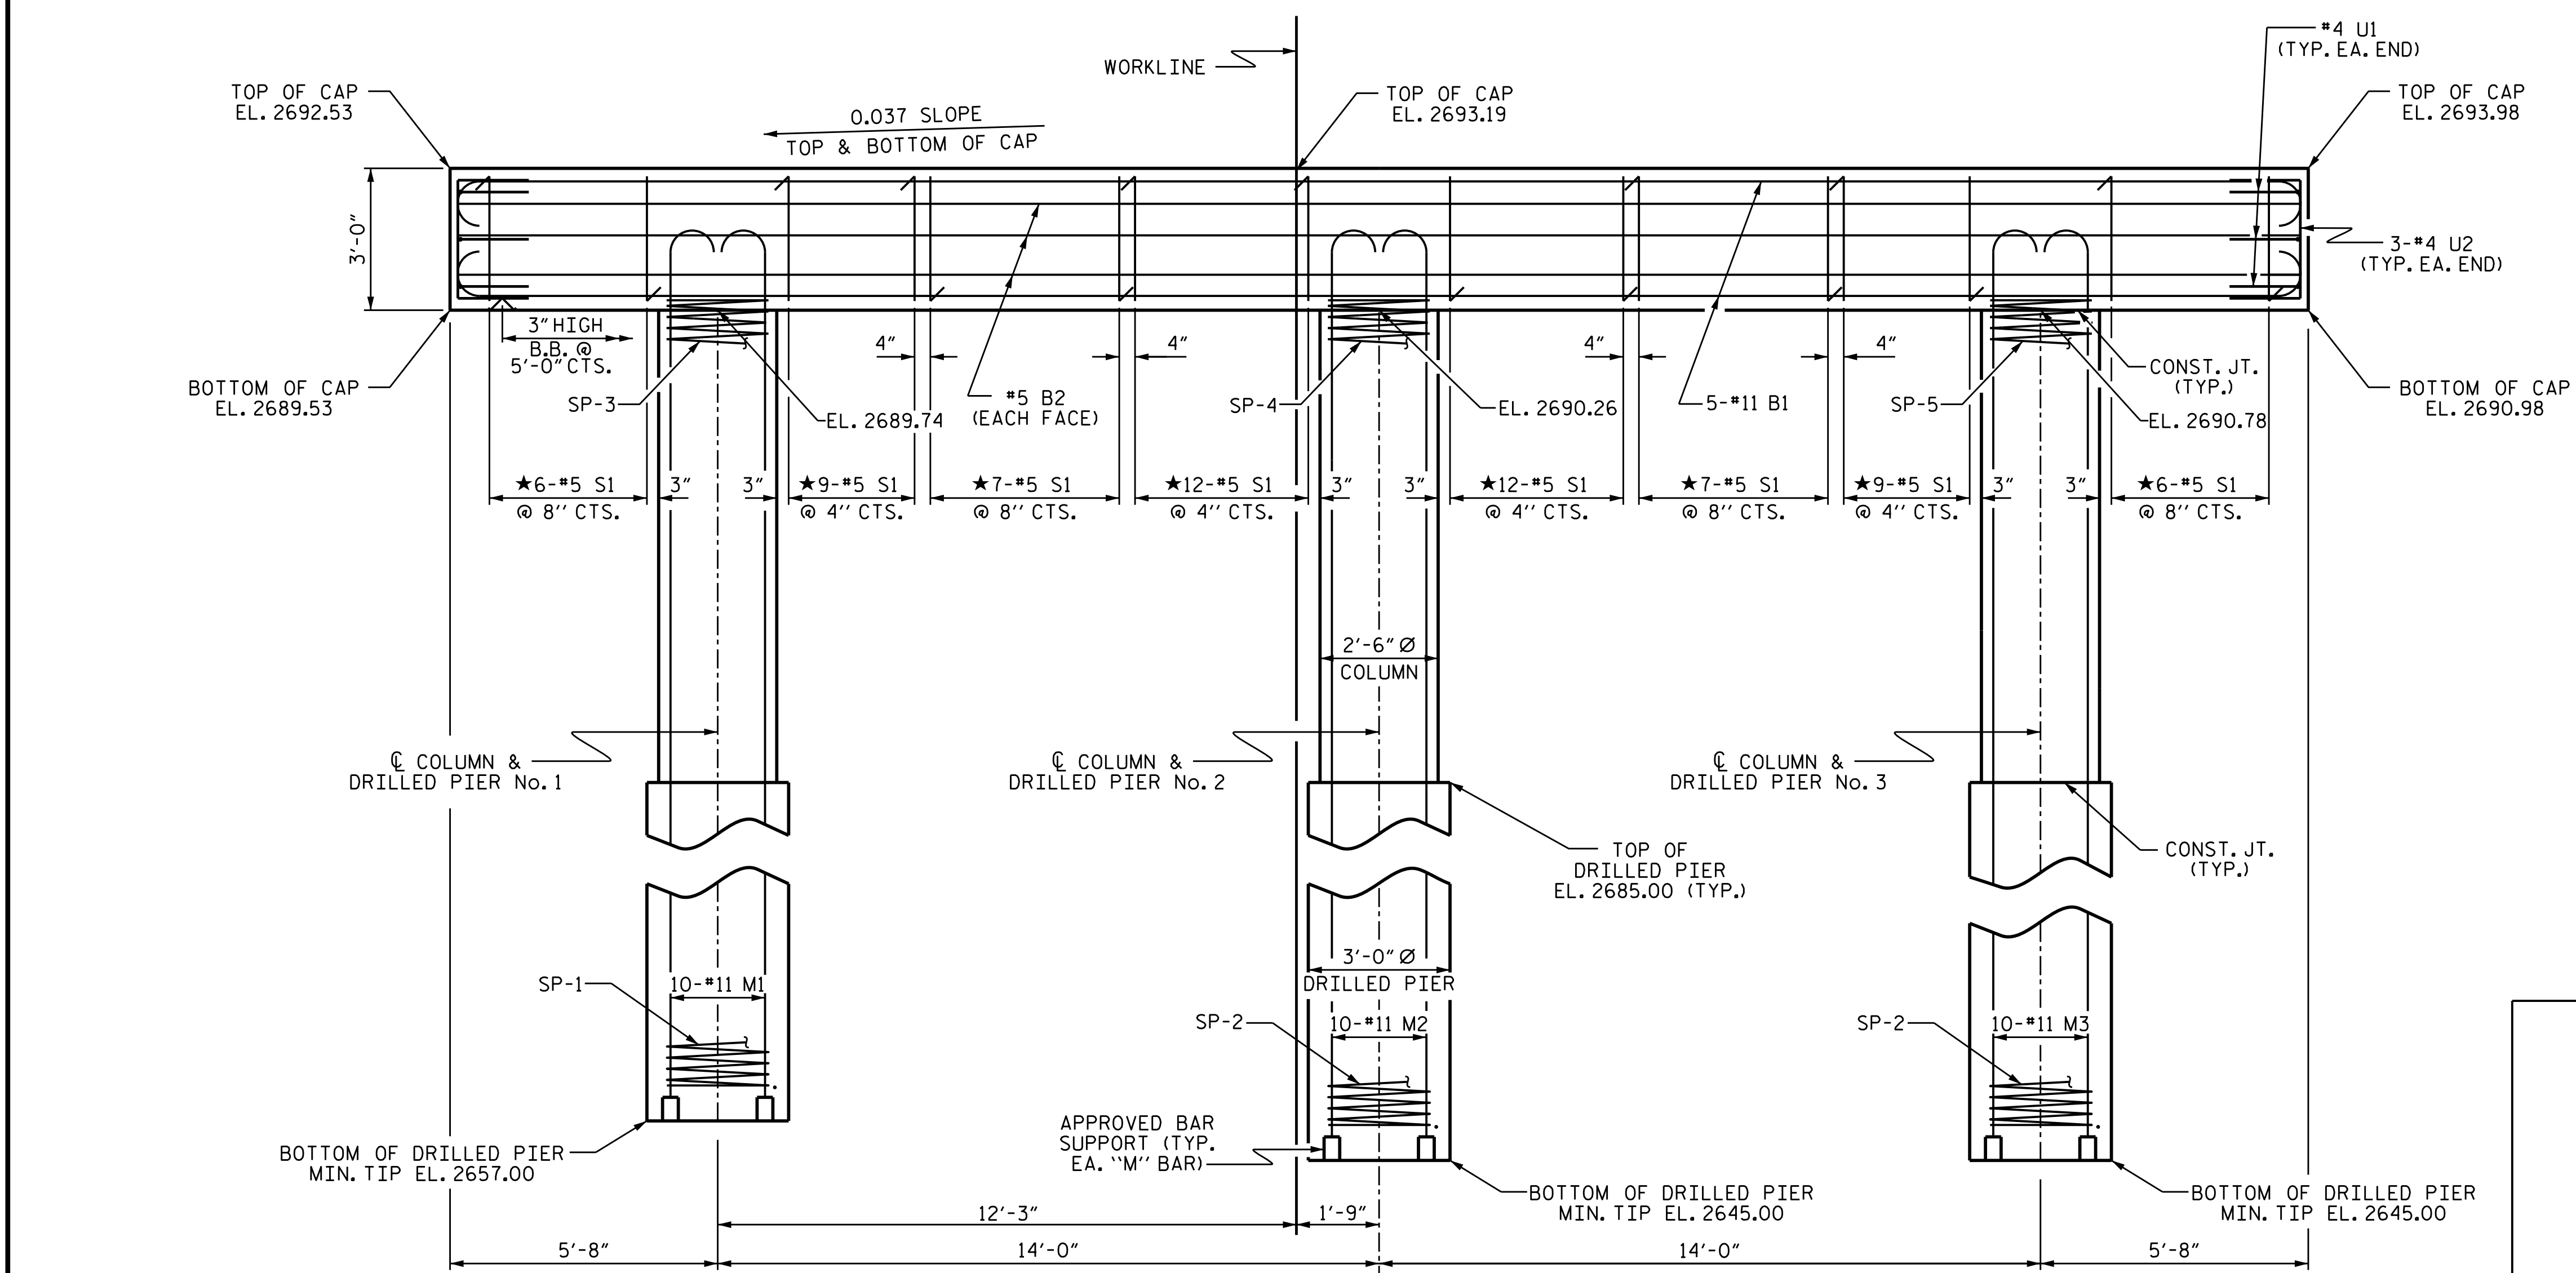 #4 U1
(TYP. EA. END)
WORKLINE
TOP OF CAP
EL. 2692.53
0.037 SLOPE
TOP & BOTTOM OF CAP
TOP OF CAP
EL. 2693.19
TOP OF CAP
EL. 2693.98
3'-0"
3-#4 U2
(TYP. EA. END)
3" HIGH
B.B. @
5'-0" CTS.
4"
4"
4"
4"
CONST. JT.
(TYP.)
BOTTOM OF CAP
EL. 2689.53
SP-3
EL. 2689.74
#5 B2
(EACH FACE)
SP-4
EL. 2690.26
5-#11 B1
SP-5
EL. 2690.78
BOTTOM OF CAP
EL. 2690.98
★6-#5 S1
@ 8'' CTS.
3"
3"
★9-#5 S1
@ 4'' CTS.
★7-#5 S1
@ 8'' CTS.
★12-#5 S1
@ 4'' CTS.
3"
3"
★12-#5 S1
@ 4'' CTS.
★7-#5 S1
@ 8'' CTS.
★9-#5 S1
@ 4'' CTS.
3"
3"
★6-#5 S1
@ 8'' CTS.
2'-6" Ø
COLUMN
℄ COLUMN &
DRILLED PIER No. 1
℄ COLUMN &
DRILLED PIER No. 2
℄ COLUMN &
DRILLED PIER No. 3
TOP OF
DRILLED PIER
EL. 2685.00 (TYP.)
CONST. JT.
(TYP.)
3'-0" Ø
DRILLED PIER
SP-1
10-#11 M1
SP-2
10-#11 M2
SP-2
10-#11 M3
APPROVED BAR
SUPPORT (TYP.
EA. "M" BAR)
BOTTOM OF DRILLED PIER
MIN. TIP EL. 2657.00
BOTTOM OF DRILLED PIER
MIN. TIP EL. 2645.00
BOTTOM OF DRILLED PIER
MIN. TIP EL. 2645.00
12'-3"
1'-9"
5'-8"
14'-0"
14'-0"
5'-8"